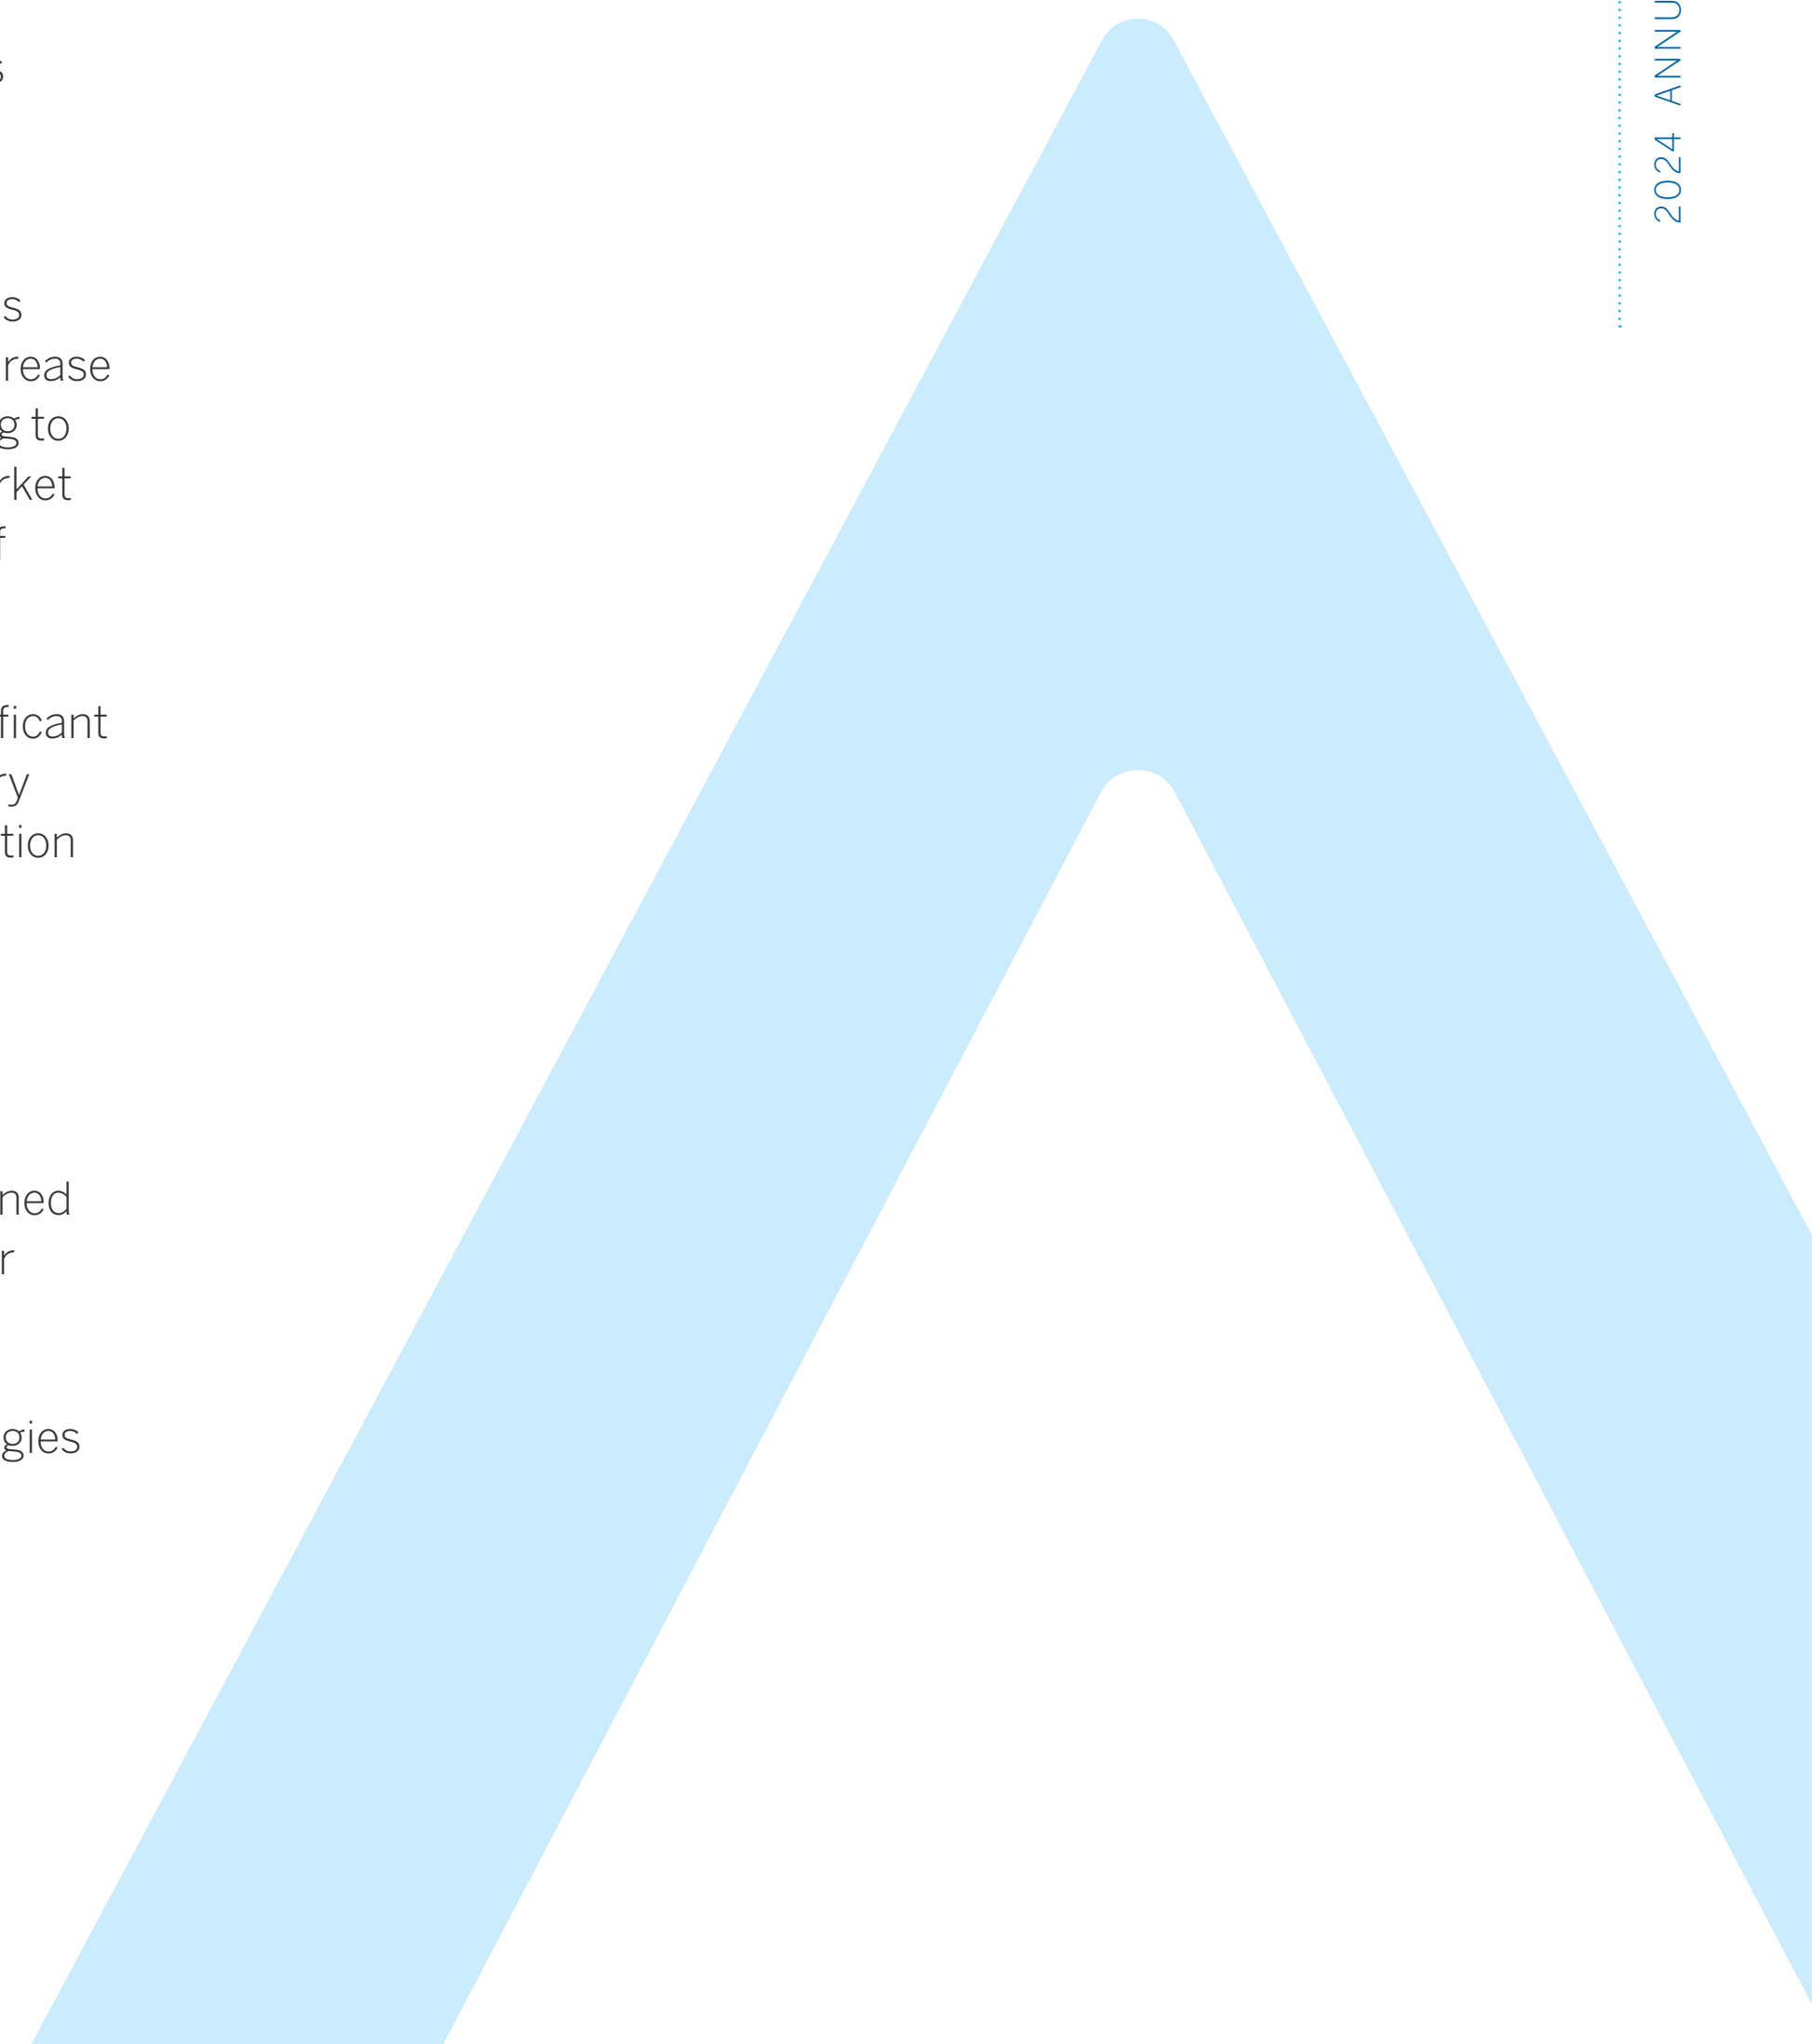 s
s
rease
g to
rket
f
ficant
ry
tion
ned
r
gies
2024 ANNU